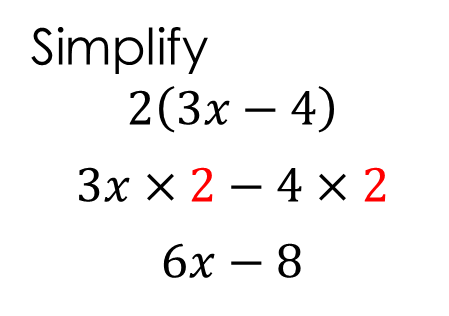 Simplify
2(3x − 4)
3x × 2 − 4 × 2
6x − 8